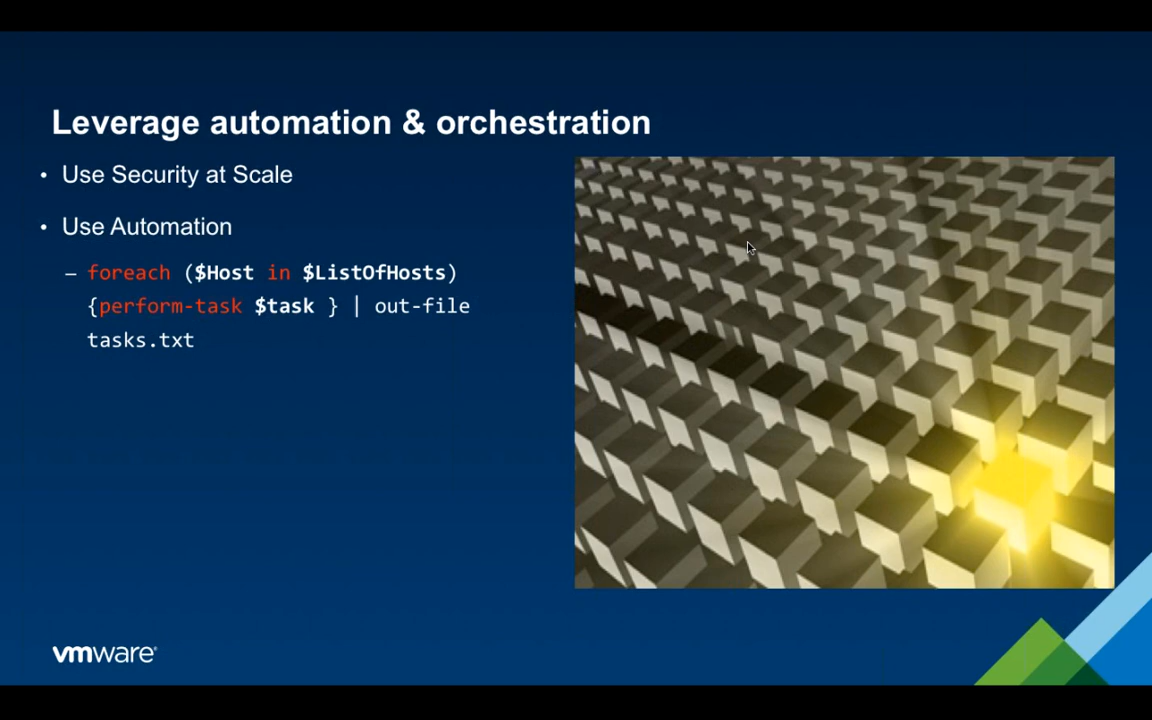 Leverage automation & orchestration
• Use Security at Scale
• Use Automation
– foreach ($Host in $ListOfHosts)
{perform-task $task } | out-file
tasks.txt
vmware®